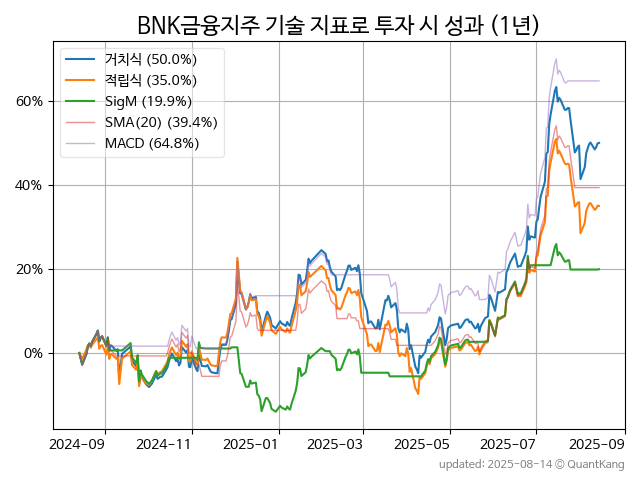 BNK금융지주 기술 지표로 투자 시 성과 (1년)
거치식 (50.0%)
적립식 (35.0%)
SigM (19.9%)
SMA(20) (39.4%)
MACD (64.8%)
60%
40%
20%
0%
2024-09 2024-11 2025-01 2025-03 2025-05 2025-07 2025-09
updated: 2025-08-14 © QuantKang